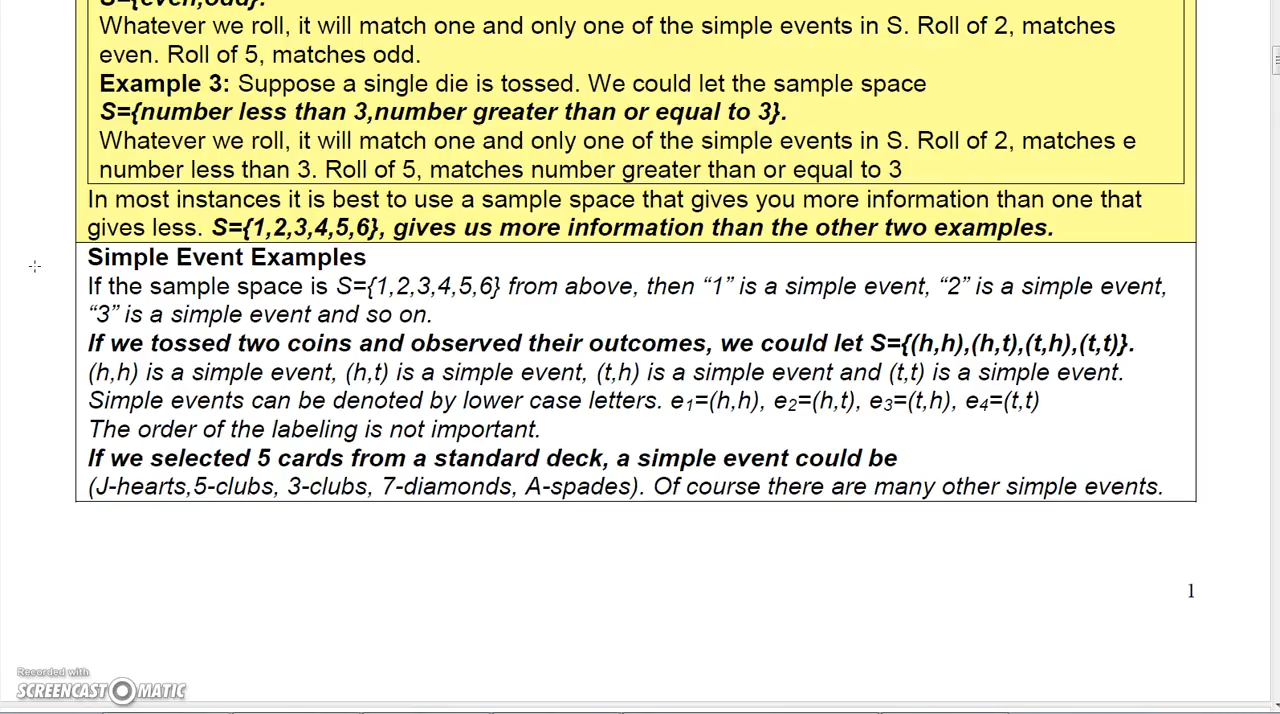 S={even,odd}.
Whatever we roll, it will match one and only one of the simple events in S. Roll of 2, matches
even. Roll of 5, matches odd.
Example 3: Suppose a single die is tossed. We could let the sample space
S={number less than 3,number greater than or equal to 3}.
Whatever we roll, it will match one and only one of the simple events in S. Roll of 2, matches e
number less than 3. Roll of 5, matches number greater than or equal to 3
In most instances it is best to use a sample space that gives you more information than one that
gives less. S={1,2,3,4,5,6}, gives us more information than the other two examples.
Simple Event Examples
If the sample space is S={1,2,3,4,5,6} from above, then “1” is a simple event, “2” is a simple event,
“3” is a simple event and so on.
If we tossed two coins and observed their outcomes, we could let S={(h,h),(h,t),(t,h),(t,t)}.
(h,h) is a simple event, (h,t) is a simple event, (t,h) is a simple event and (t,t) is a simple event.
Simple events can be denoted by lower case letters. e₁=(h,h), e₂=(h,t), e₃=(t,h), e₄=(t,t)
The order of the labeling is not important.
If we selected 5 cards from a standard deck, a simple event could be
(J-hearts,5-clubs, 3-clubs, 7-diamonds, A-spades). Of course there are many other simple events.
1
Recorded with
SCREENCAST-O-MATIC